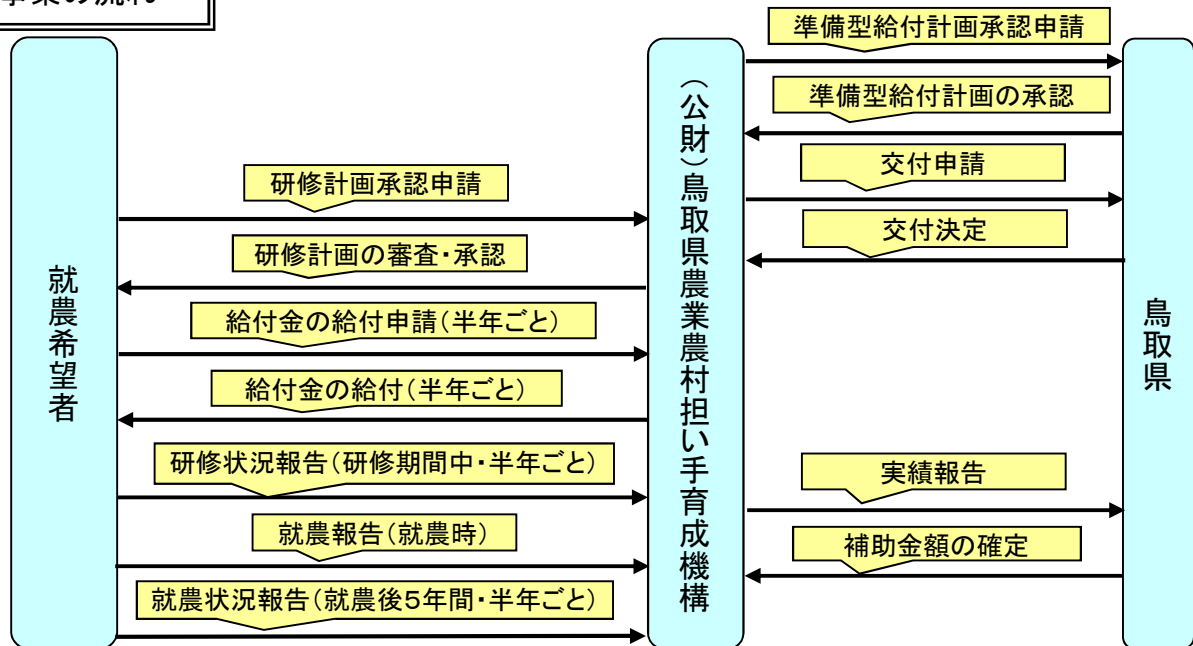 事業の流れ
準備型給付計画承認申請
準備型給付計画の承認
交付申請
交付決定
研修計画承認申請
研修計画の審査・承認
給付金の給付申請(半年ごと)
給付金の給付(半年ごと)
研修状況報告(研修期間中・半年ごと)
就農報告(就農時)
就農状況報告(就農後5年間・半年ごと)
実績報告
補助金額の確定
就農希望者
(公財)鳥取県農業農村担い手育成機構
鳥取県